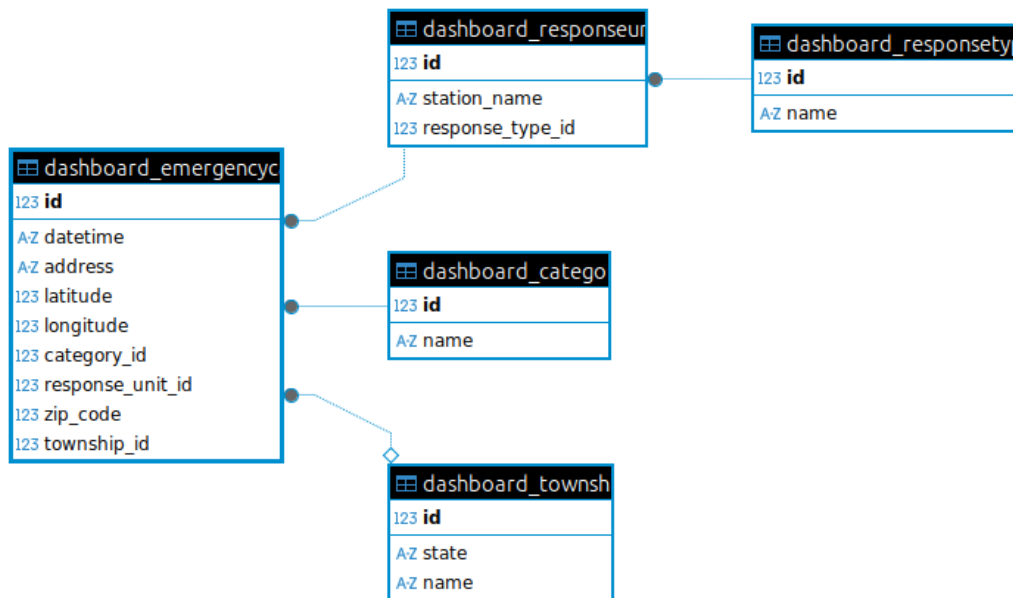 dashboard_responseur
123 id
A-Z station_name
123 response_type_id
dashboard_responsetyp
123 id
A-Z name
dashboard_emergencyc
123 id
A-Z datetime
A-Z address
123 latitude
123 longitude
123 category_id
123 response_unit_id
123 zip_code
123 township_id
dashboard_catego
123 id
A-Z name
dashboard_townsh
123 id
A-Z state
A-Z name